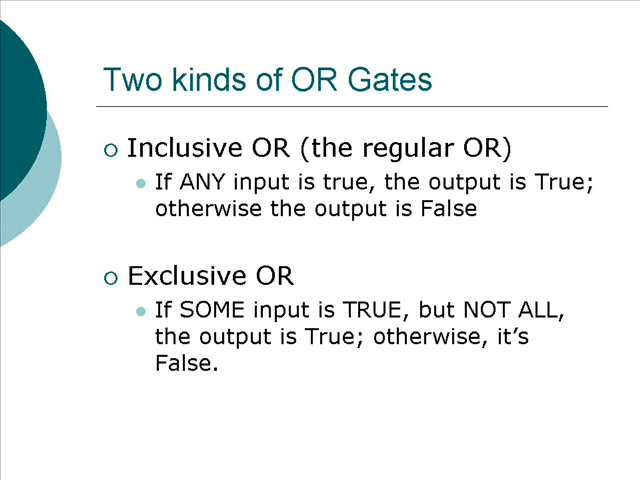 Two kinds of OR Gates
Inclusive OR (the regular OR)
If ANY input is true, the output is True;
otherwise the output is False
Exclusive OR
If SOME input is TRUE, but NOT ALL,
the output is True; otherwise, it's
False.